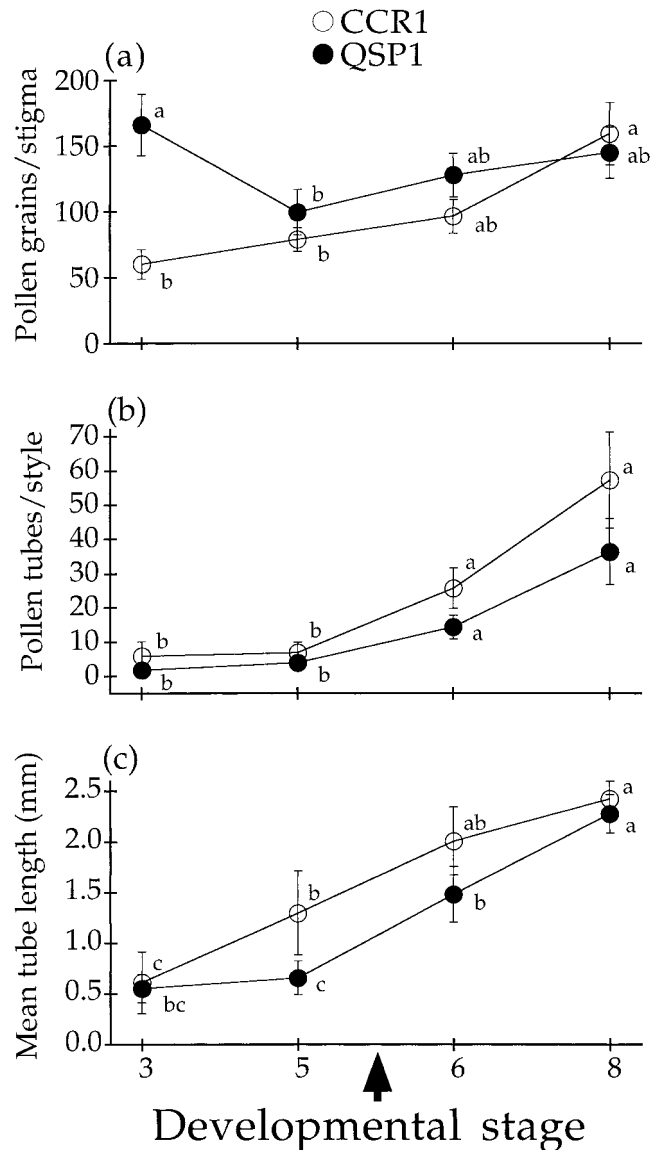 ○ CCR1
● QSP1
(a)
Pollen grains/stigma
200
150
100
50
0
a
b
b
b
ab
ab
a
ab
(b)
Pollen tubes/style
70
60
50
40
30
20
10
0
b
b
b
b
a
a
a
a
(c)
Mean tube length (mm)
2.5
2.0
1.5
1.0
0.5
0.0
c
bc
b
c
ab
b
a
a
3 5 6 8
Developmental stage